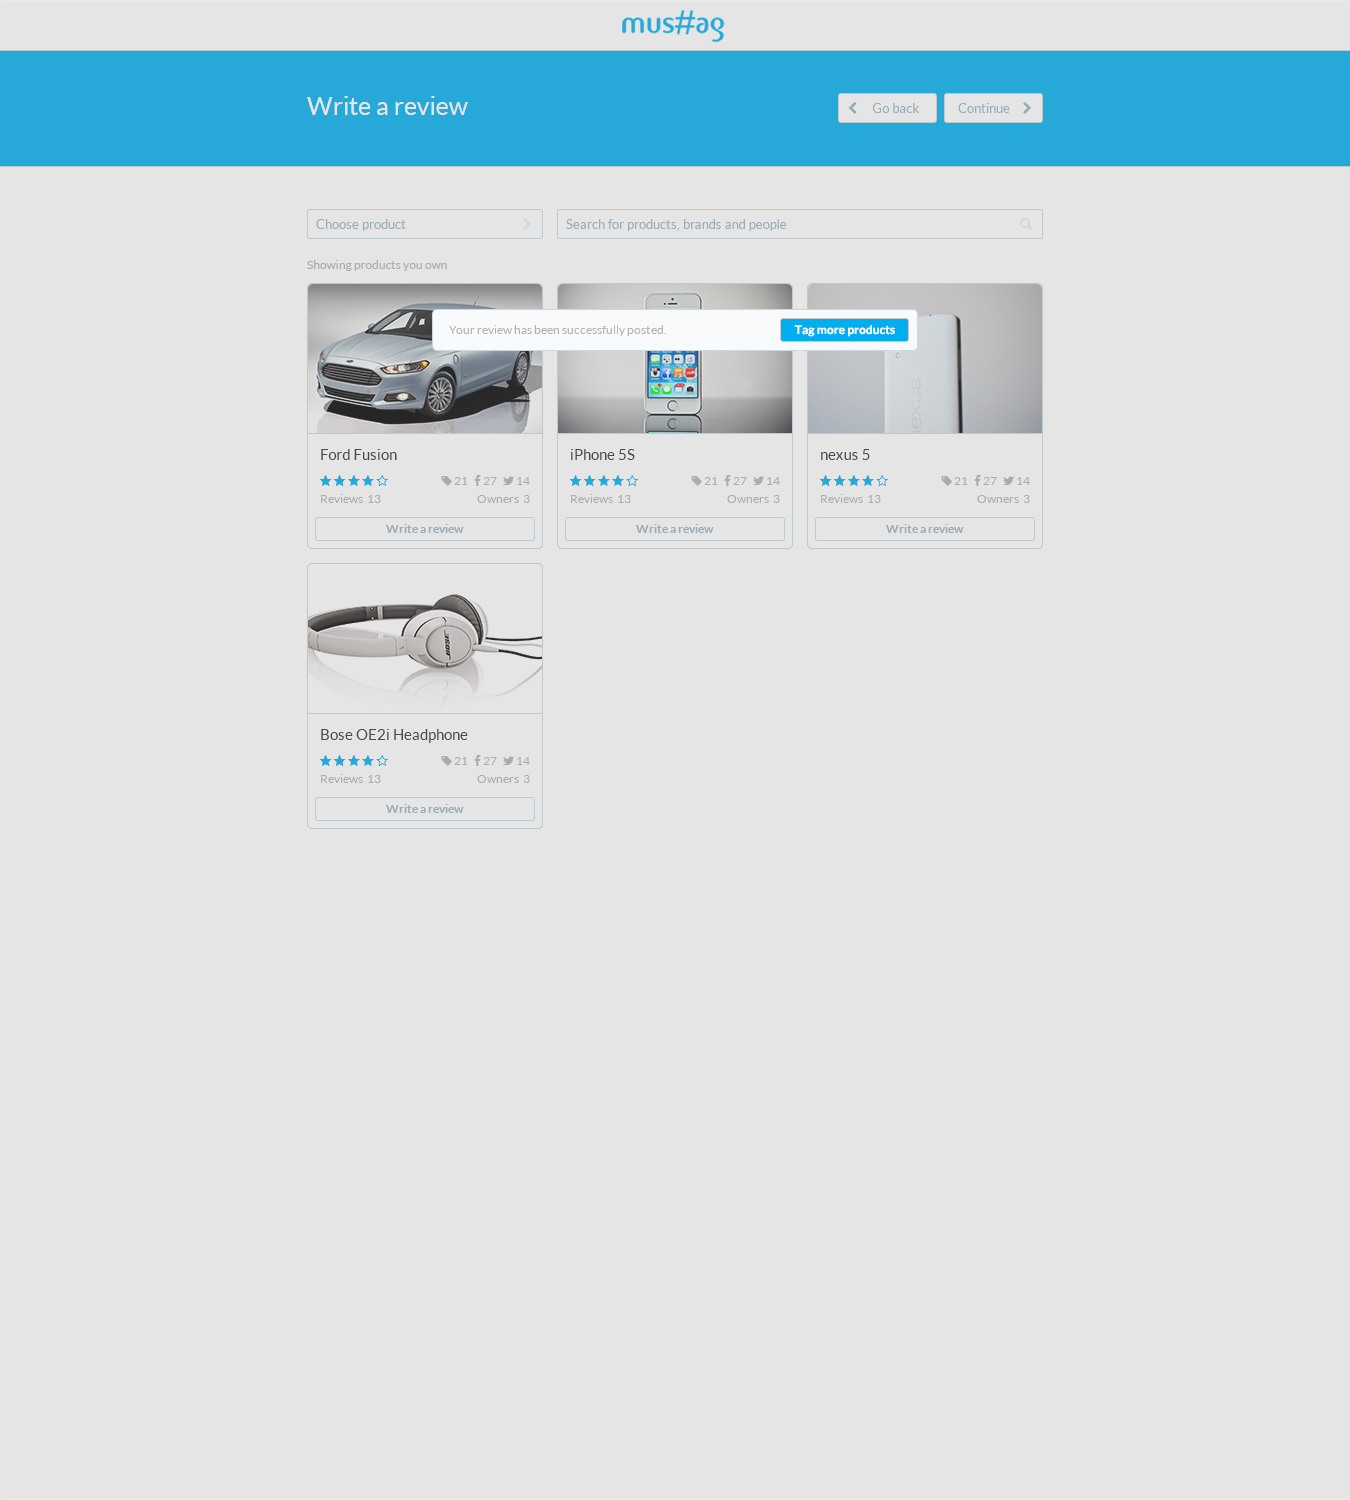 mus#ag
Write a review
Go back
Continue
Choose product
Search for products, brands and people
Showing products you own
Your review has been successfully posted.
Tag more products
nexus
Ford Fusion
21 27 14
Reviews 13
Owners 3
Write a review
iPhone 5S
21 27 14
Reviews 13
Owners 3
Write a review
nexus 5
21 27 14
Reviews 13
Owners 3
Write a review
BOSE
Bose OE2i Headphone
21 27 14
Reviews 13
Owners 3
Write a review